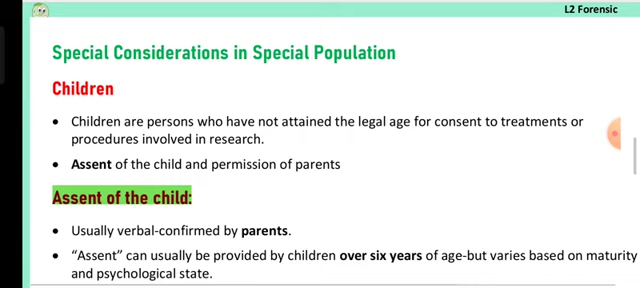 L2 Forensic
Special Considerations in Special Population
Children
• Children are persons who have not attained the legal age for consent to treatments or
procedures involved in research.
• Assent of the child and permission of parents
Assent of the child:
• Usually verbal-confirmed by parents.
• “Assent” can usually be provided by children over six years of age-but varies based on maturity
and psychological state.